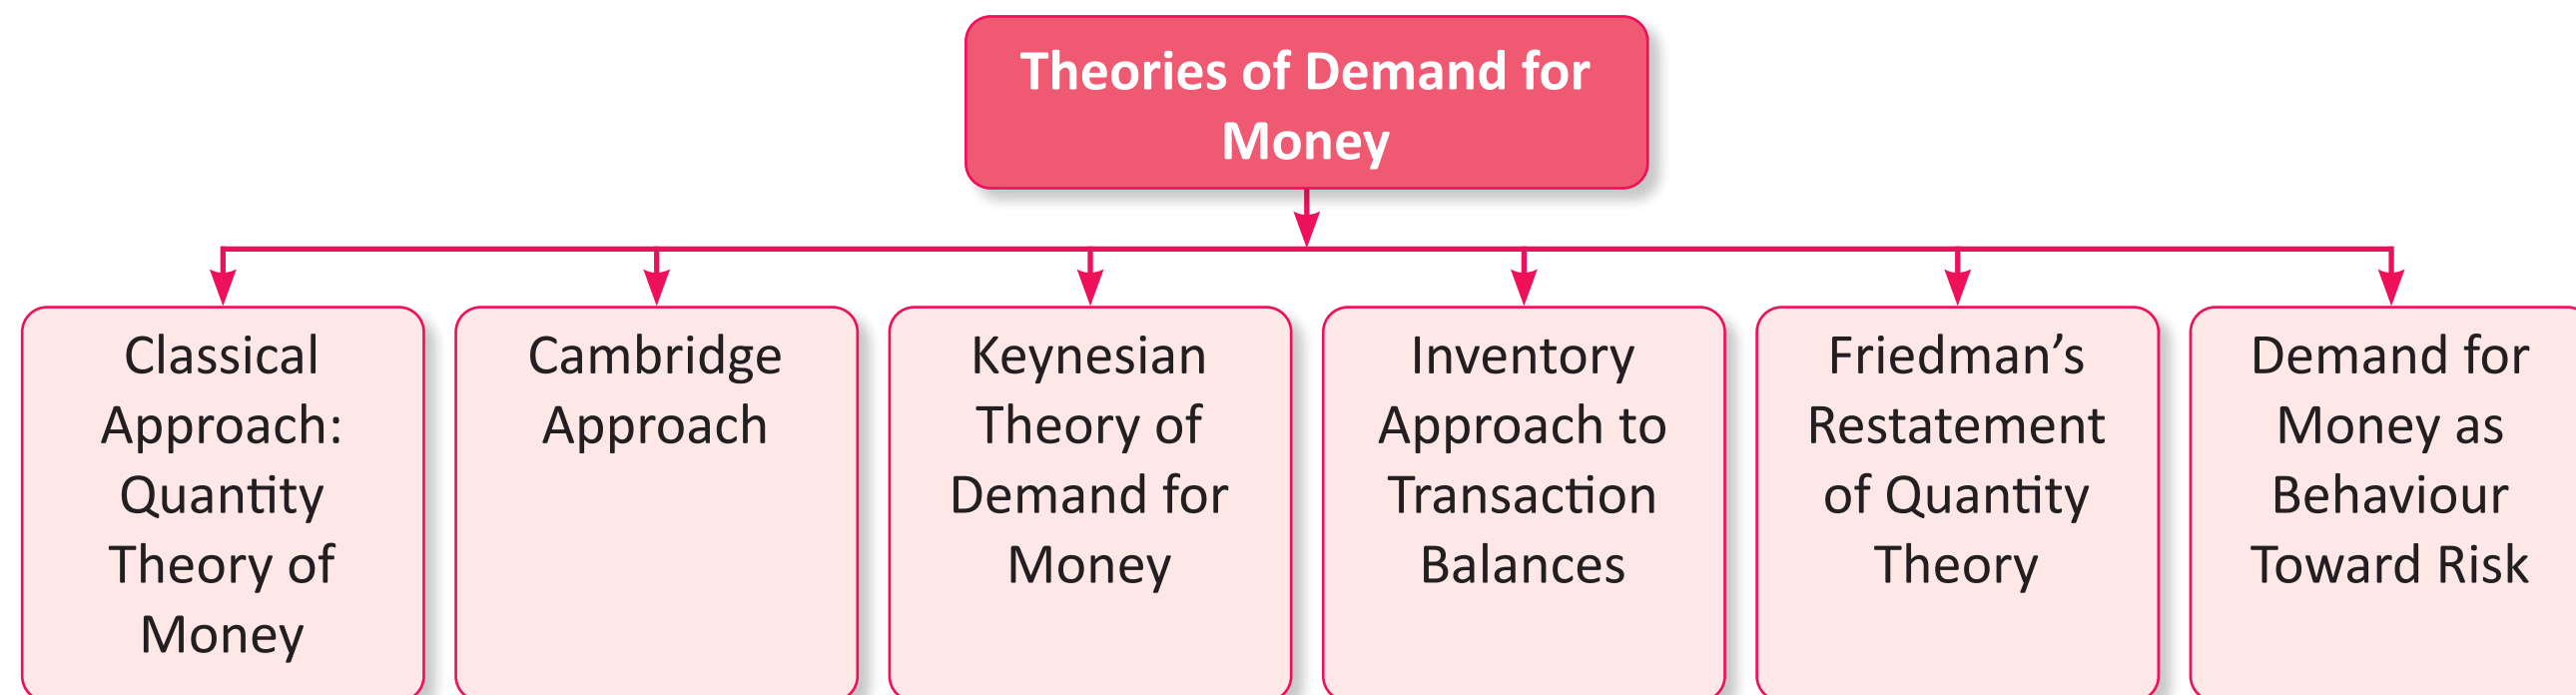 Theories of Demand for
Money
Classical
Approach:
Quantity
Theory of
Money
Cambridge
Approach
Keynesian
Theory of
Demand for
Money
Inventory
Approach to
Transaction
Balances
Friedman’s
Restatement
of Quantity
Theory
Demand for
Money as
Behaviour
Toward Risk